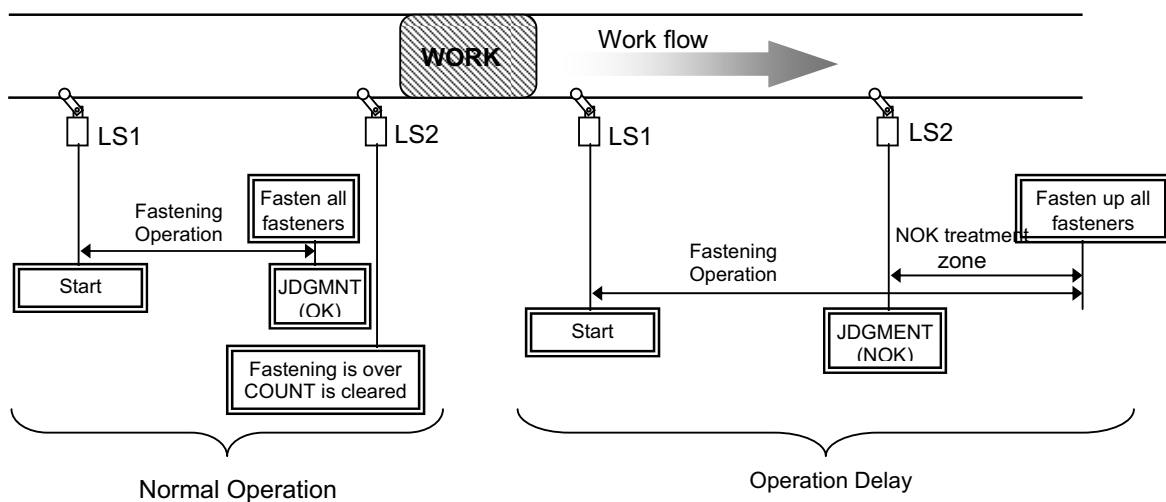 Work flow
WORK
LS1
LS2
LS1
LS2
Fasten all
fasteners
Fastening
Operation
Start
JDGMNT
(OK)
Fastening is over
COUNT is cleared
Normal Operation
Fasten up all
fasteners
NOK treatment
zone
Fastening
Operation
Start
JDGMENT
(NOK)
Operation Delay